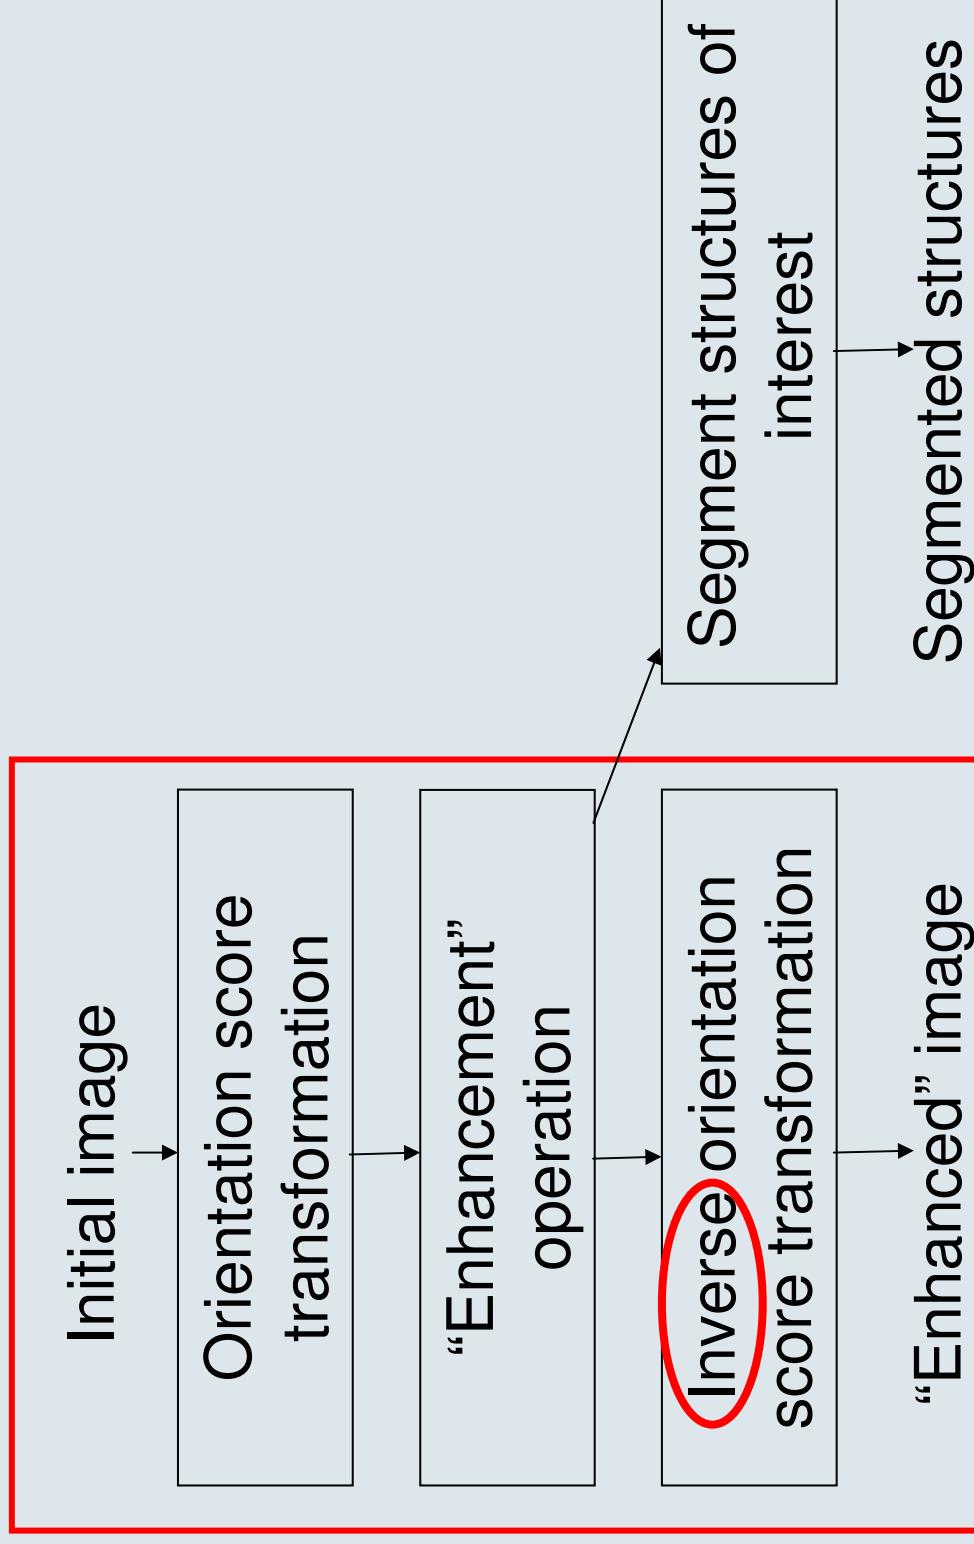 Initial image
Orientation score
transformation
“Enhancement”
operation
Inverse orientation
score transformation
“Enhanced” image
Segment structures of
interest
Segmented structures